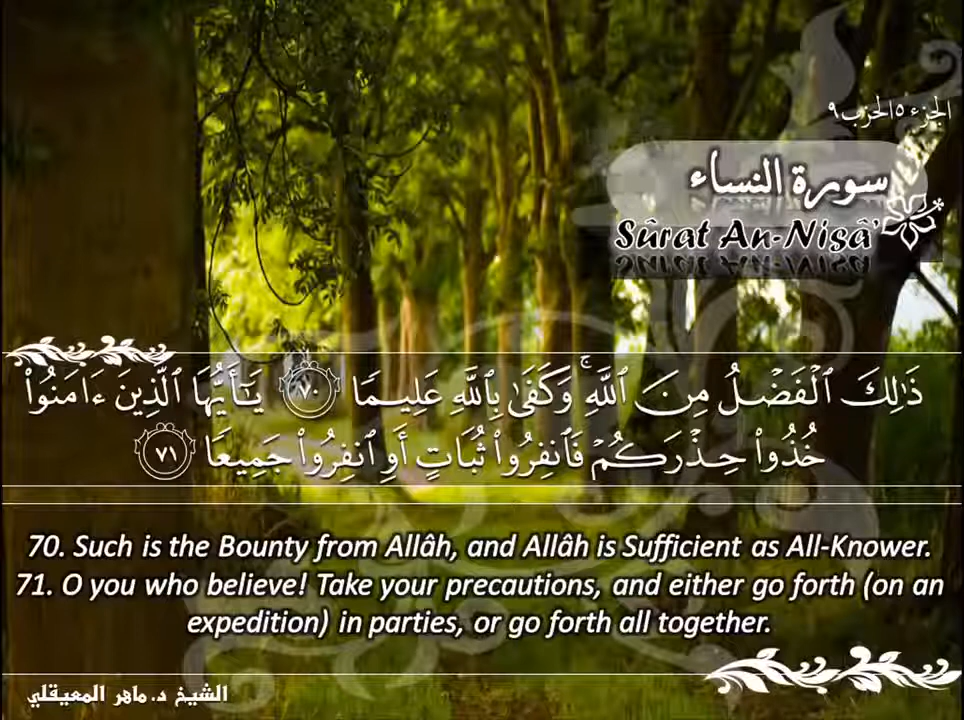 الجزء ٥ الحزب ٩
سورة النساء
Sûrat An-Nisâ'
ذَٰلِكَ ٱلْفَضْلُ مِنَ ٱللَّهِ ۚ وَكَفَىٰ بِٱللَّهِ عَلِيمًا ٧٠ يَـٰٓأَيُّهَا ٱلَّذِينَ ءَامَنُوا۟
خُذُوا۟ حِذْرَكُمْ فَٱنفِرُوا۟ ثُبَاتٍ أَوِ ٱنفِرُوا۟ جَمِيعًا ٧١
70. Such is the Bounty from Allâh, and Allâh is Sufficient as All-Knower.
71. O you who believe! Take your precautions, and either go forth (on an
expedition) in parties, or go forth all together.
الشيخ د. ماهر المعيقلي